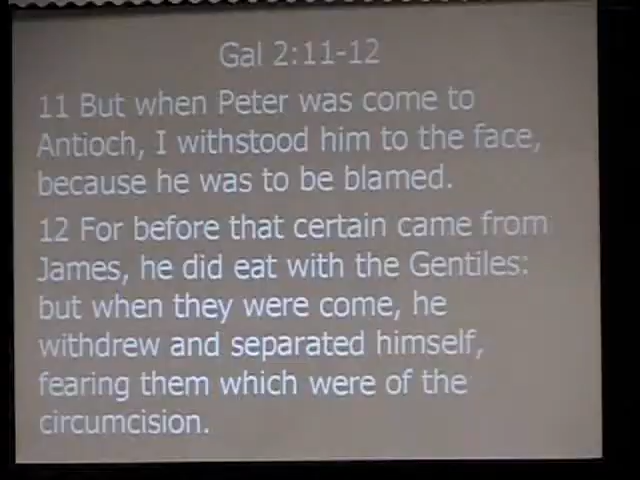 Gal 2:11-12
11 But when Peter was come to
Antioch, I withstood him to the face,
because he was to be blamed.
12 For before that certain came from
James, he did eat with the Gentiles:
but when they were come, he
withdrew and separated himself,
fearing them which were of the
circumcision.